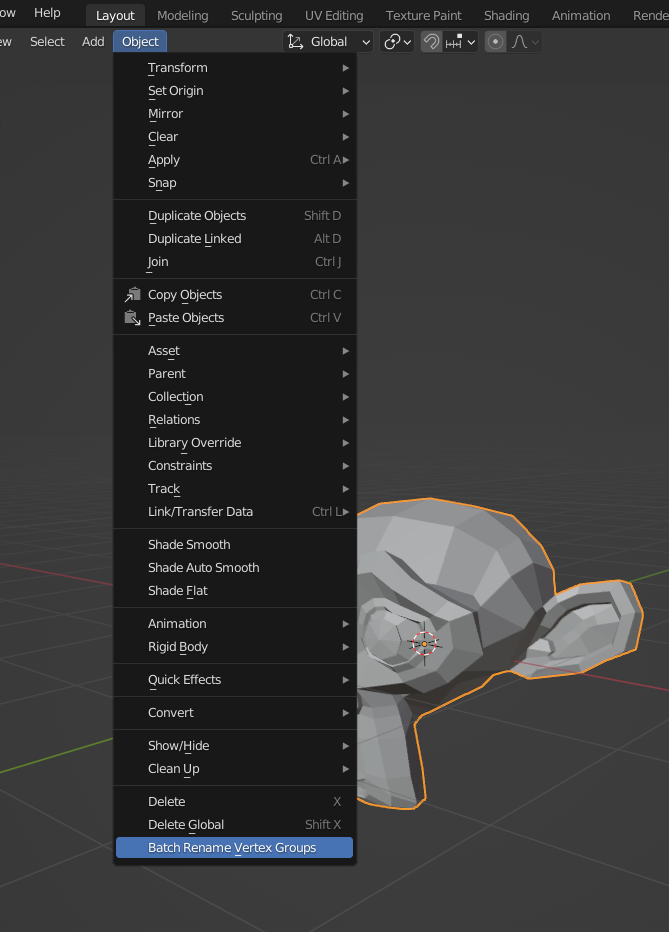 ow Help Layout Modeling Sculpting UV Editing Texture Paint Shading Animation Rende
ew Select Add Object Global
Transform
Set Origin
Mirror
Clear
Apply Ctrl A
Snap
Duplicate Objects Shift D
Duplicate Linked Alt D
Join Ctrl J
Copy Objects Ctrl C
Paste Objects Ctrl V
Asset
Parent
Collection
Relations
Library Override
Constraints
Track
Link/Transfer Data Ctrl L
Shade Smooth
Shade Auto Smooth
Shade Flat
Animation
Rigid Body
Quick Effects
Convert
Show/Hide
Clean Up
Delete X
Delete Global Shift X
Batch Rename Vertex Groups